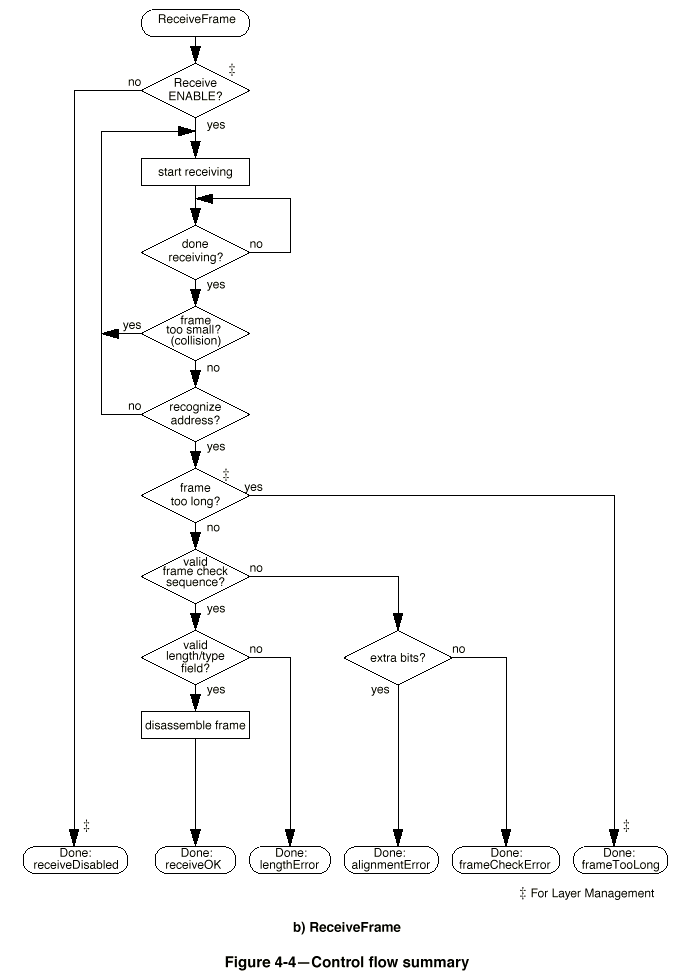 ReceiveFrame
‡
no
Receive
ENABLE?
yes
start receiving
done
receiving?
no
yes
yes
frame
too small?
(collision)
no
no
recognize
address?
yes
‡
frame
too long?
yes
no
valid
frame check
sequence?
no
yes
valid
length/type
field?
no
extra bits?
no
yes
yes
disassemble frame
‡
‡
Done:
receiveDisabled
Done:
receiveOK
Done:
lengthError
Done:
alignmentError
Done:
frameCheckError
Done:
frameTooLong
‡ For Layer Management
b) ReceiveFrame
Figure 4-4—Control flow summary